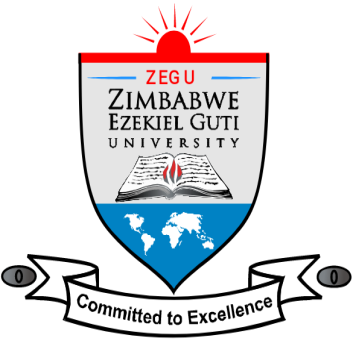 ZEGU
ZIMBABWE
EZEKIEL GUTI
UNIVERSITY
Committed to Excellence